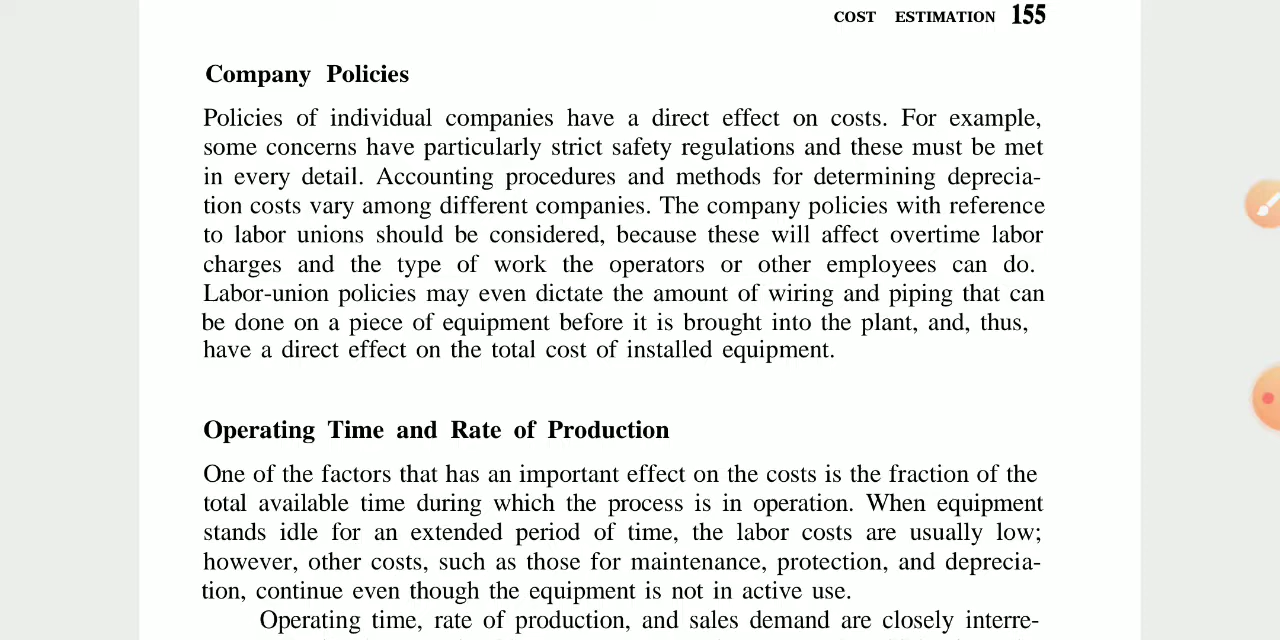 COST ESTIMATION 155
Company Policies
Policies of individual companies have a direct effect on costs. For example,
some concerns have particularly strict safety regulations and these must be met
in every detail. Accounting procedures and methods for determining deprecia-
tion costs vary among different companies. The company policies with reference
to labor unions should be considered, because these will affect overtime labor
charges and the type of work the operators or other employees can do.
Labor-union policies may even dictate the amount of wiring and piping that can
be done on a piece of equipment before it is brought into the plant, and, thus,
have a direct effect on the total cost of installed equipment.
Operating Time and Rate of Production
One of the factors that has an important effect on the costs is the fraction of the
total available time during which the process is in operation. When equipment
stands idle for an extended period of time, the labor costs are usually low;
however, other costs, such as those for maintenance, protection, and deprecia-
tion, continue even though the equipment is not in active use.
Operating time, rate of production, and sales demand are closely interre-